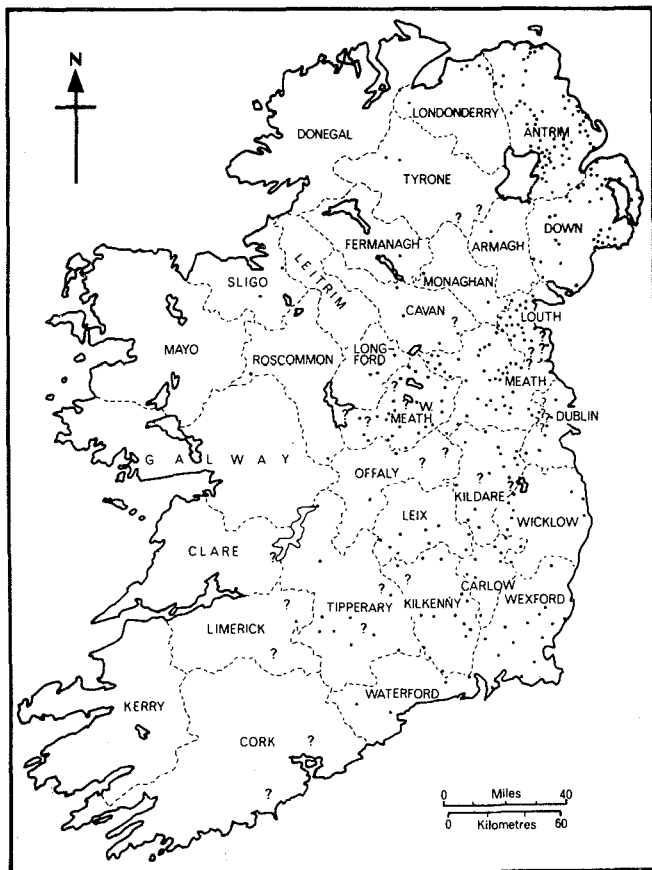 N
DONEGAL
LONDONDERRY
ANTRIM
TYRONE
? ?
DOWN
FERMANAGH
ARMAGH
SLIGO
LEITRIM
MONAGHAN
CAVAN
?
LOUTH
MAYO
ROSCOMMON
LONG
FORD
?
?
?
MEATH
?
?
?
W.
MEATH
?
?
DUBLIN
GALWAY
OFFALY
?
?
?
?
KILDARE
LEIX
WICKLOW
CLARE
?
?
?
?
CARLOW
TIPPERARY
KILKENNY
WEXFORD
LIMERICK
?
?
WATERFORD
KERRY
CORK
?
?
0 Miles 40
0 Kilometres 60